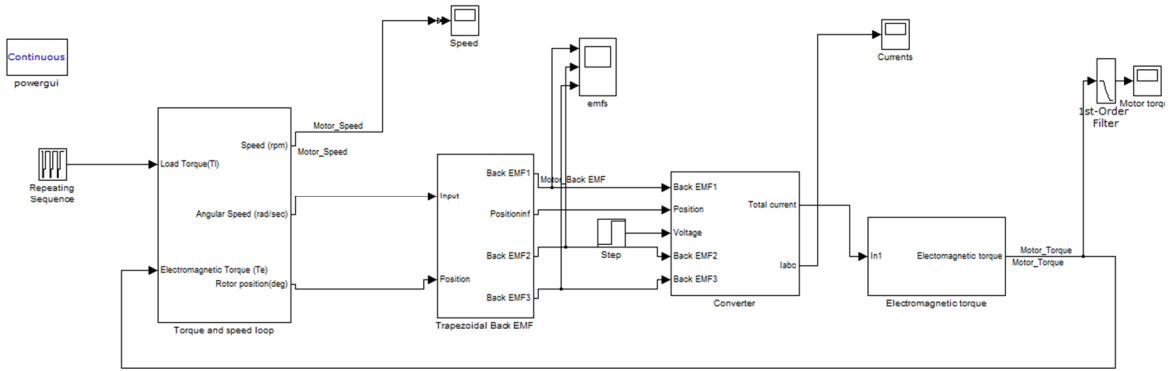 Continuous
powergui
Repeating
Sequence
Load Torque(Tl)
Electromagnetic Torque (Te)
Speed (rpm)
Angular Speed (rad/sec)
Rotor position(deg)
Torque and speed loop
Motor_Speed
Motor_Speed
Speed
Input
Position
Back EMF1
Positioninf
Back EMF2
Back EMF3
Trapezoidal Back EMF
Motor_Back EMF
emfs
Step
Back EMF1
Position
Voltage
Back EMF2
Back EMF3
Total current
Iabc
Converter
Currents
In1
Electomagnetic torque
Electromagnetic torque
Motor_Torque
Motor_Torque
1st-Order
Filter
Motor torq